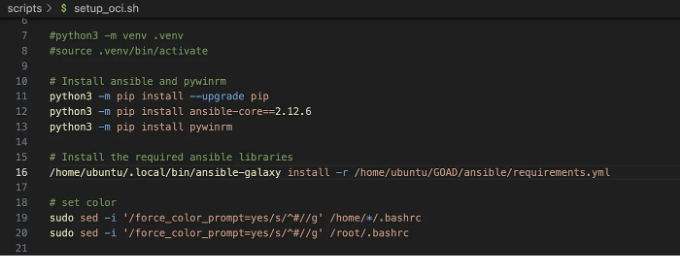 scripts > $ setup_oci.sh
6
7 #python3 -m venv .venv
8 #source .venv/bin/activate
9
10 # Install ansible and pywinrm
11 python3 -m pip install --upgrade pip
12 python3 -m pip install ansible-core==2.12.6
13 python3 -m pip install pywinrm
14
15 # Install the required ansible libraries
16 /home/ubuntu/.local/bin/ansible-galaxy install -r /home/ubuntu/GOAD/ansible/requirements.yml
17
18 # set color
19 sudo sed -i '/force_color_prompt=yes/s/^#//g' /home/*/.bashrc
20 sudo sed -i '/force_color_prompt=yes/s/^#//g' /root/.bashrc
21